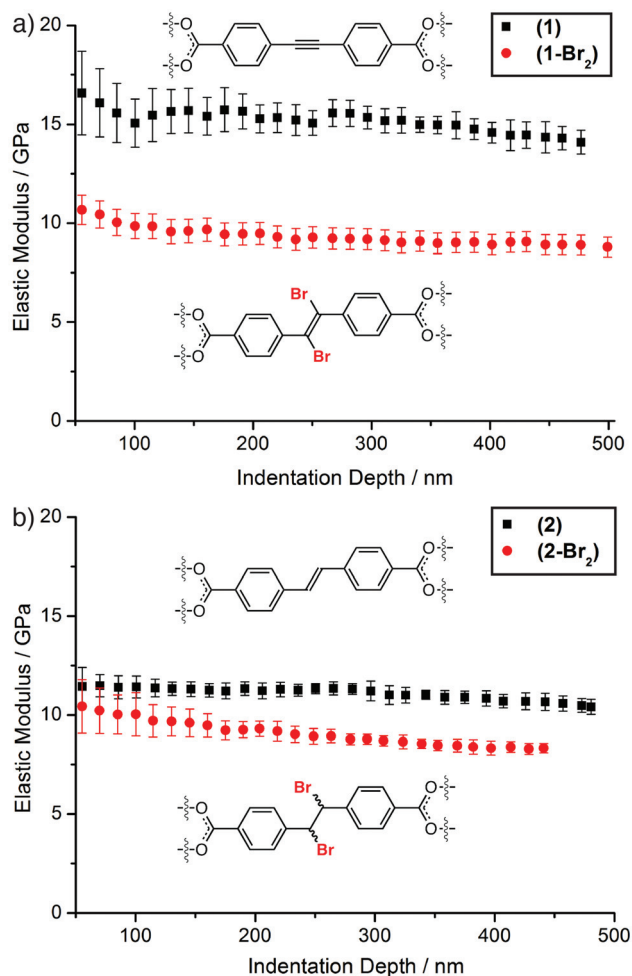 a)
(1)
(1-Br₂)
O
O
O
O
Elastic Modulus / GPa
20
15
10
5
0
Br
Br
O
O
O
O
100
200
300
400
500
Indentation Depth / nm
b)
(2)
(2-Br₂)
O
O
O
O
Elastic Modulus / GPa
20
15
10
5
0
Br
Br
O
O
O
O
100
200
300
400
500
Indentation Depth / nm